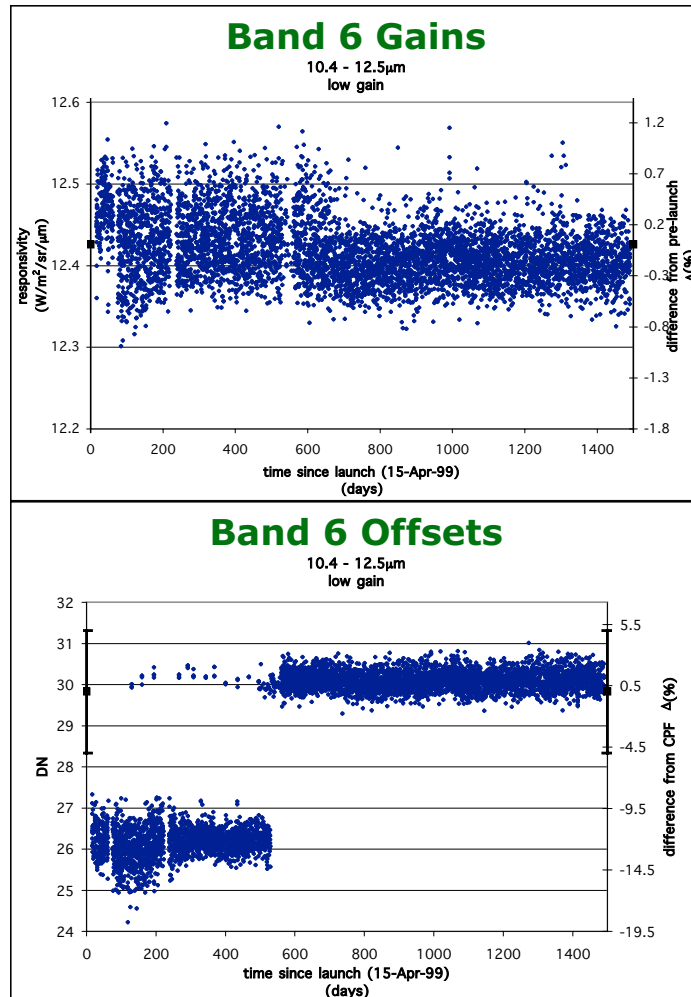 Band 6 Gains
10.4 - 12.5µm
low gain
12.6
12.5
12.4
12.3
12.2
responsivity
(W/m²/sr/µm)
1.2
0.7
0.2
-0.3
-0.8
-1.3
-1.8
difference from pre-launch
Δ(%)
0 200 400 600 800 1000 1200 1400
time since launch (15-Apr-99)
(days)
Band 6 Offsets
10.4 - 12.5µm
low gain
32
31
30
29
28
27
26
25
24
DN
5.5
0.5
-4.5
-9.5
-14.5
-19.5
difference from CPF Δ(%)
0 200 400 600 800 1000 1200 1400
time since launch (15-Apr-99)
(days)